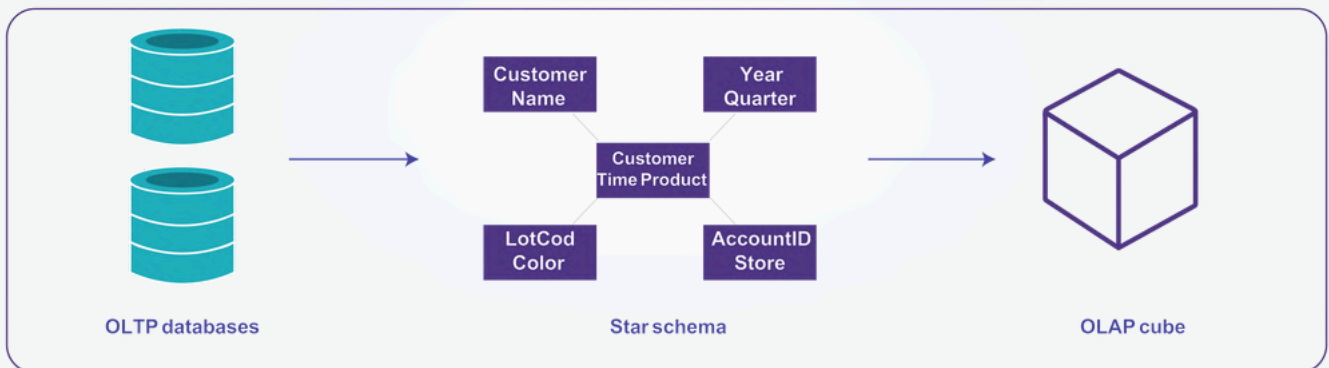 Customer
Name
Year
Quarter
Customer
Time Product
LotCod
Color
AccountID
Store
OLTP databases
Star schema
OLAP cube